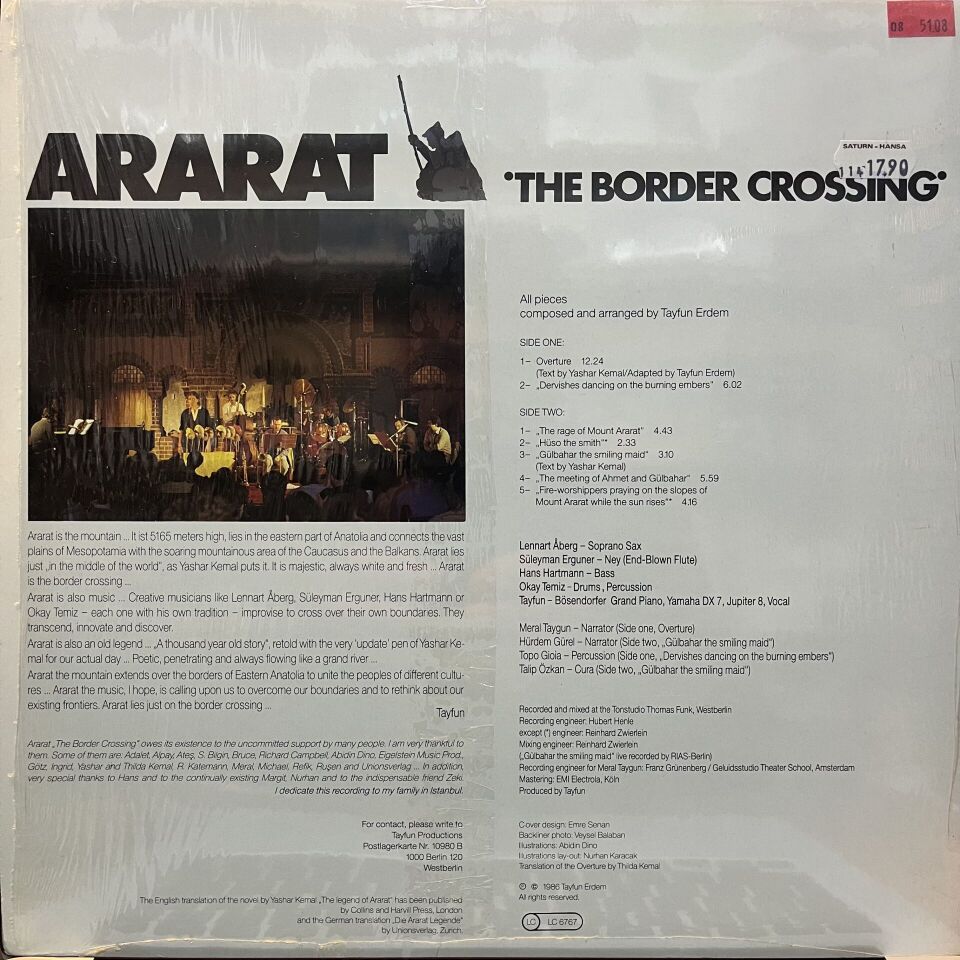 08 5108
ARARAT
SATURN-HANSA
17.90
"THE BORDER CROSSING"
All pieces
composed and arranged by Tayfun Erdem
SIDE ONE:
1– Overture 12.24
(Text by Yashar Kemal/Adapted by Tayfun Erdem)
2– „Dervishes dancing on the burning embers" 6.02
SIDE TWO:
1– „The rage of Mount Ararat" 4.43
2– „Hüso the smith"* 2.33
3– „Gülbahar the smiling maid" 3.10
(Text by Yashar Kemal)
4– „The meeting of Ahmet and Gülbahar" 5.59
5– „Fire-worshippers praying on the slopes of
Mount Ararat while the sun rises"* 4.16
Lennart Åberg – Soprano Sax
Süleyman Erguner – Ney (End-Blown Flute)
Hans Hartmann – Bass
Okay Temiz – Drums, Percussion
Tayfun – Bösendorfer Grand Piano, Yamaha DX 7, Jupiter 8, Vocal
Meral Taygun – Narrator (Side one, Overture)
Hürdem Gürel – Narrator (Side two, „Gülbahar the smiling maid")
Topo Gioia – Percussion (Side one, „Dervishes dancing on the burning embers")
Talip Özkan – Cura (Side two, „Gülbahar the smiling maid")
Recorded and mixed at the Tonstudio Thomas Funk, Westberlin
Recording engineer: Hubert Henle
except (*) engineer: Reinhard Zwierlein
Mixing engineer: Reinhard Zwierlein
(„Gülbahar the smiling maid" live recorded by RIAS-Berlin)
Recording engineer for Meral Taygun: Franz Grünenberg / Geluidsstudio Theater School, Amsterdam
Mastering: EMI Electrola, Köln
Produced by Tayfun
Cover design: Emre Senan
Backliner photo: Veysel Balaban
Illustrations: Abidin Dino
Illustrations lay-out: Nurhan Karacak
Translation of the Overture by Thilda Kemal
℗ © 1986 Tayfun Erdem
All rights reserved.
LC LC 6767
Ararat is the mountain ... It ist 5165 meters high, lies in the eastern part of Anatolia and connects the vast
plains of Mesopotamia with the soaring mountainous area of the Caucasus and the Balkans. Ararat lies
just „in the middle of the world", as Yashar Kemal puts it. It is majestic, always white and fresh ... Ararat
is the border crossing ...
Ararat is also music ... Creative musicians like Lennart Åberg, Süleyman Erguner, Hans Hartmann or
Okay Temiz – each one with his own tradition – improvise to cross over their own boundaries. They
transcend, innovate and discover.
Ararat is also an old legend ... „A thousand year old story", retold with the very 'update' pen of Yashar Ke-
mal for our actual day ... Poetic, penetrating and always flowing like a grand river ...
Ararat the mountain extends over the borders of Eastern Anatolia to unite the peoples of different cultu-
res ... Ararat the music, I hope, is calling upon us to overcome our boundaries and to rethink about our
existing frontiers. Ararat lies just on the border crossing ...
Tayfun
Ararat „The Border Crossing" owes its existence to the uncommitted support by many people. I am very thankful to
them. Some of them are: Adalet, Alpay, Ateş, S. Bilgin, Bruce, Richard Campbell, Abidin Dino, Eigelstein Music Prod.,
Götz, Ingrid, Yashar and Thilda Kemal, R. Katemann, Meral, Michael, Refik, Ruşen and Unionsverlag ... In addition,
very special thanks to Hans and to the continually existing Margit, Nurhan and to the indispensable friend Zeki.
I dedicate this recording to my family in Istanbul.
For contact, please write to
Tayfun Productions
Postlagerkarte Nr. 10980 B
1000 Berlin 120
Westberlin
The English translation of the novel by Yashar Kemal „The legend of Ararat" has been published
by Collins and Harvill Press, London
and the German translation „Die Ararat Legende"
by Unionsverlag, Zurich.